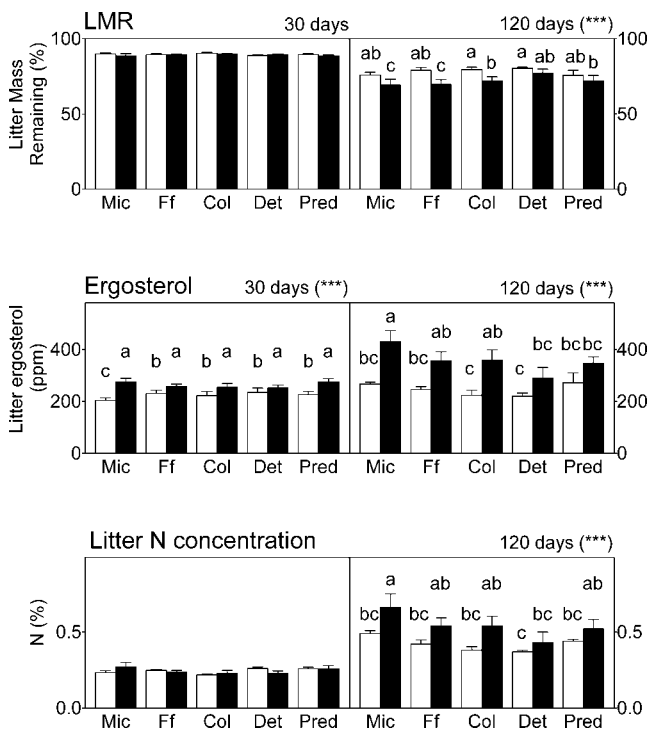 LMR 30 days 120 days (***)
100 100
ab ab a a ab
c c b ab b
Litter Mass
Remaining (%)
50 50
0 0
Mic Ff Col Det Pred Mic Ff Col Det Pred
Ergosterol 30 days (***) 120 days (***)
Litter ergosterol
(ppm)
a ab ab
400 400
c a b a b a b a b a bc bc c c bc bc bc
200 200
0 0
Mic Ff Col Det Pred Mic Ff Col Det Pred
Litter N concentration 120 days (***)
N (%)
a ab ab ab
bc bc bc c bc bc
0.5 0.5
0.0 0.0
Mic Ff Col Det Pred Mic Ff Col Det Pred